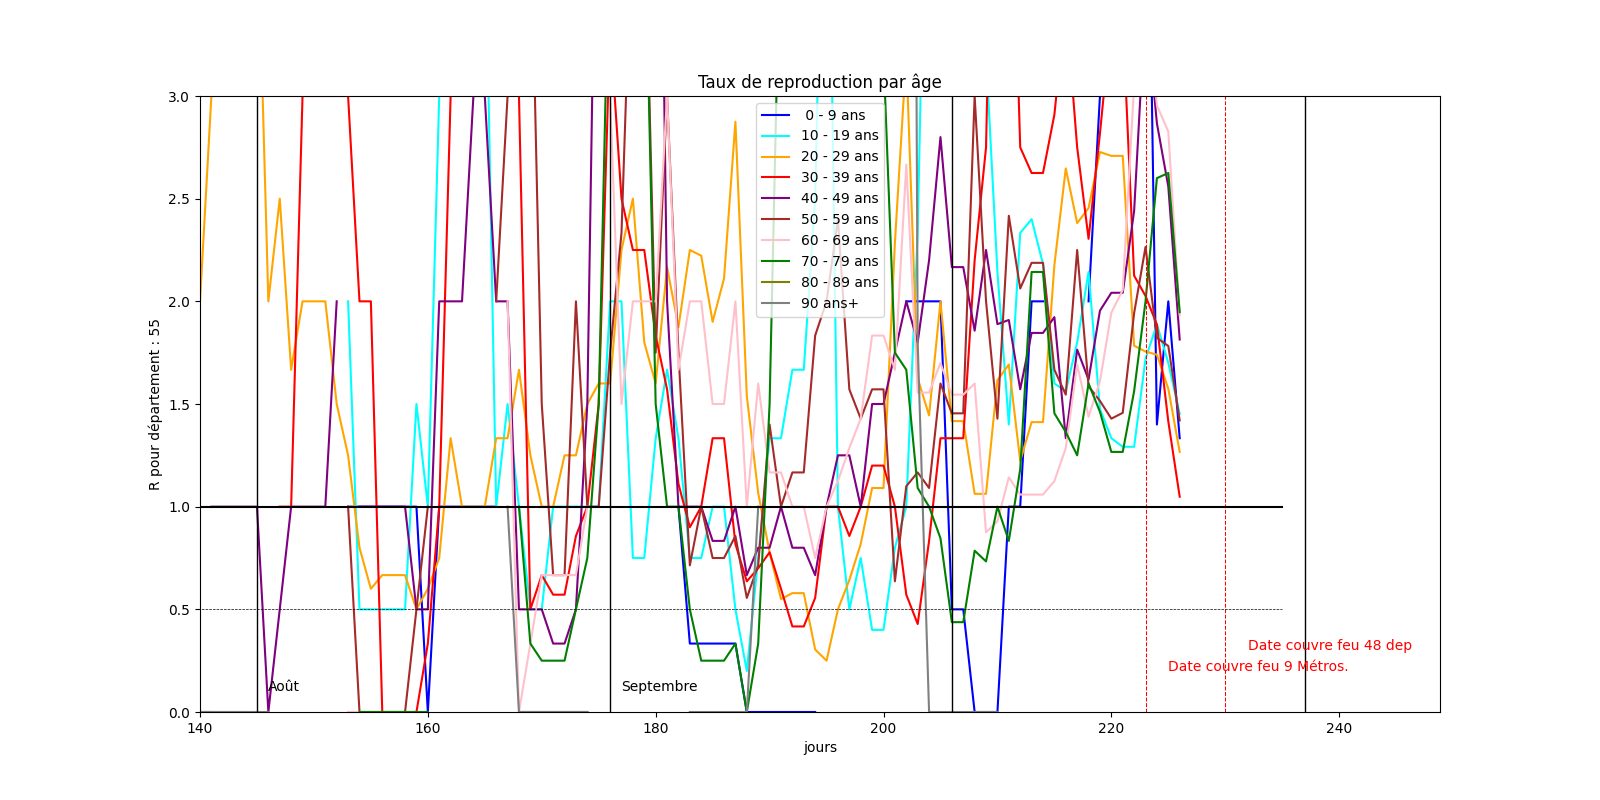 Taux de reproduction par âge
R pour département : 55
3.0
2.5
2.0
1.5
1.0
0.5
0.0
0 - 9 ans
10 - 19 ans
20 - 29 ans
30 - 39 ans
40 - 49 ans
50 - 59 ans
60 - 69 ans
70 - 79 ans
80 - 89 ans
90 ans+
Date couvre feu 48 dep
Date couvre feu 9 Métros.
Août
Septembre
140
160
180
200
220
240
jours